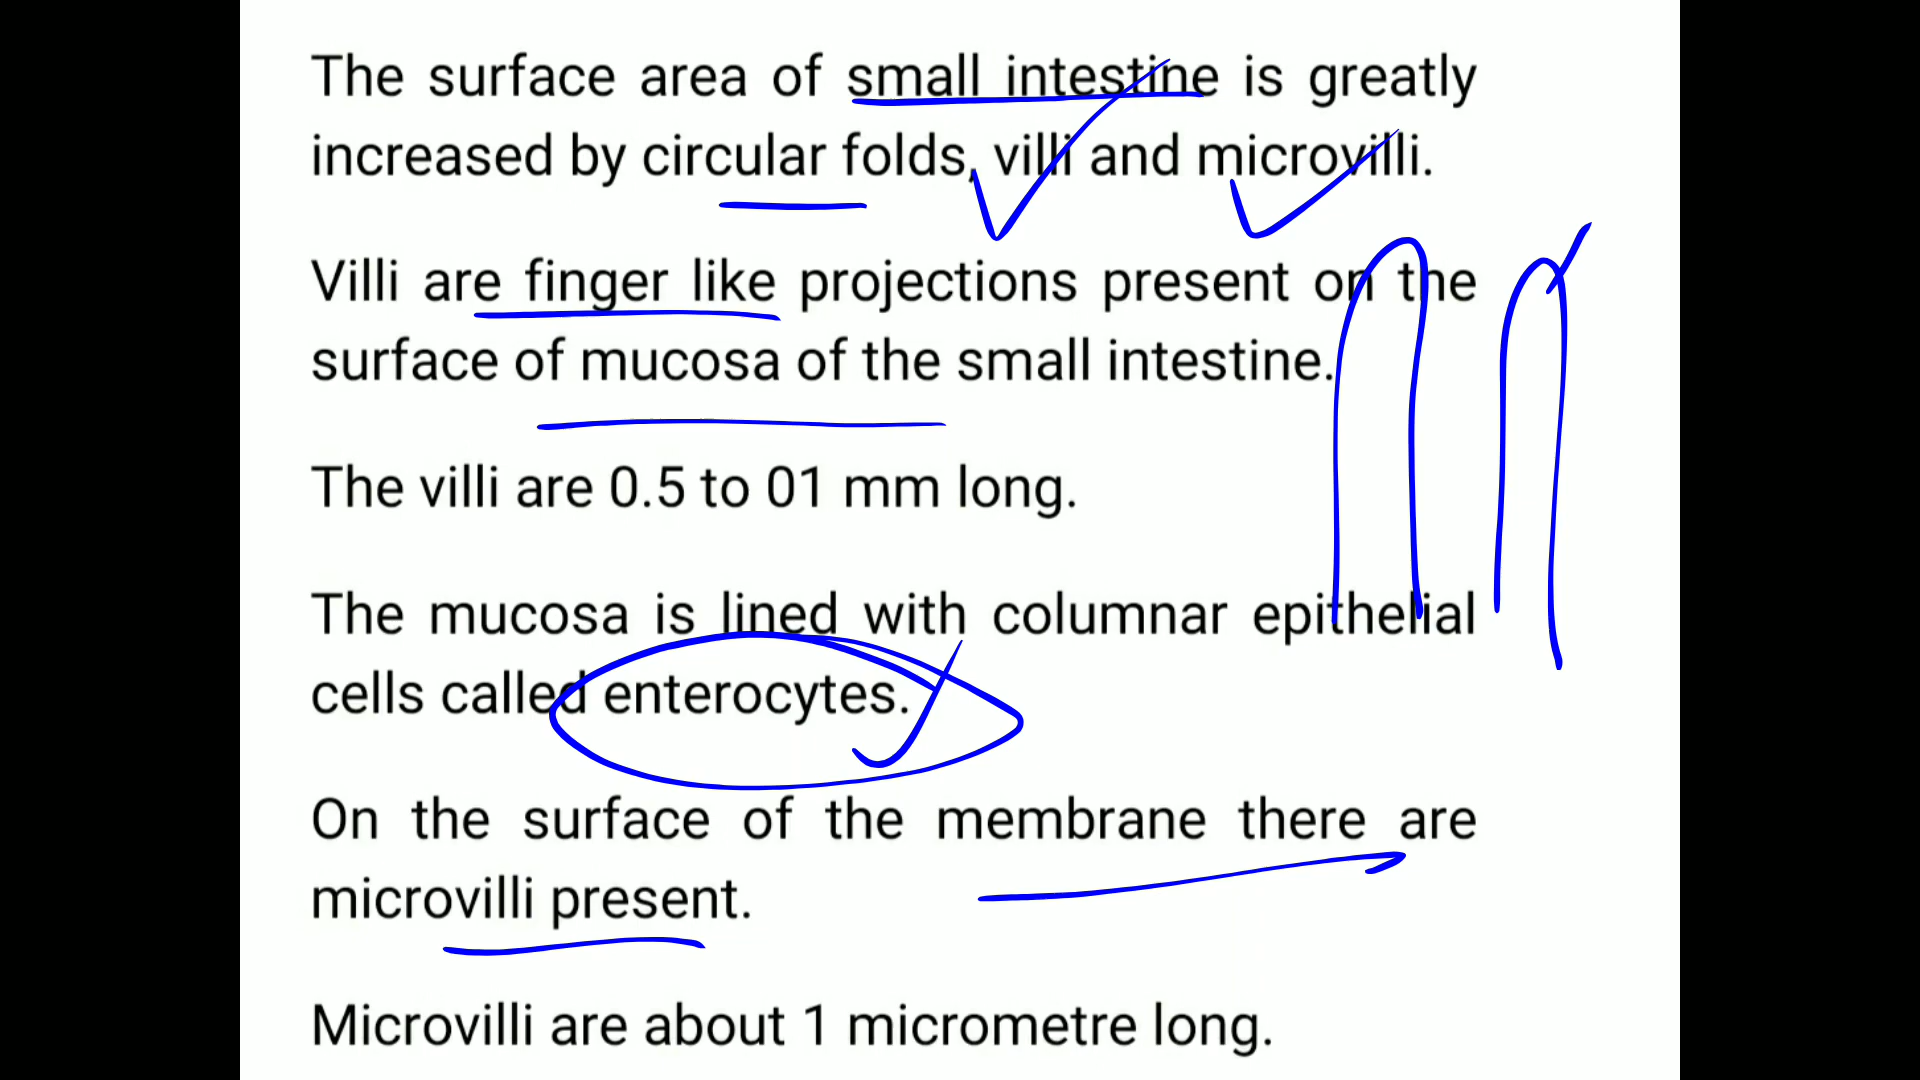 The surface area of small intestine is greatly
increased by circular folds, villi and microvilli.
Villi are finger like projections present on the
surface of mucosa of the small intestine.
The villi are 0.5 to 01 mm long.
The mucosa is lined with columnar epithelial
cells called enterocytes.
On the surface of the membrane there are
microvilli present.
Microvilli are about 1 micrometre long.